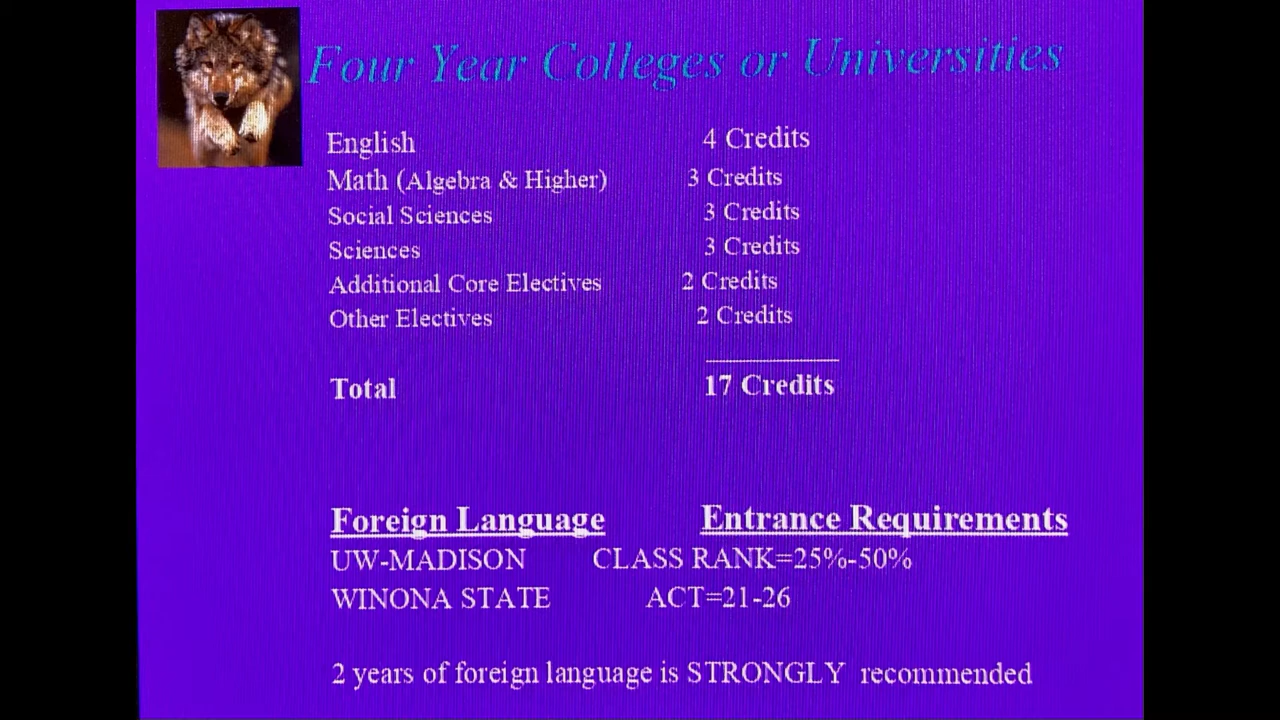 Four Year Colleges or Universities
English 4 Credits
Math (Algebra & Higher) 3 Credits
Social Sciences 3 Credits
Sciences 3 Credits
Additional Core Electives 2 Credits
Other Electives 2 Credits
Total 17 Credits
Foreign Language Entrance Requirements
UW-MADISON CLASS RANK=25%-50%
WINONA STATE ACT=21-26
2 years of foreign language is STRONGLY recommended